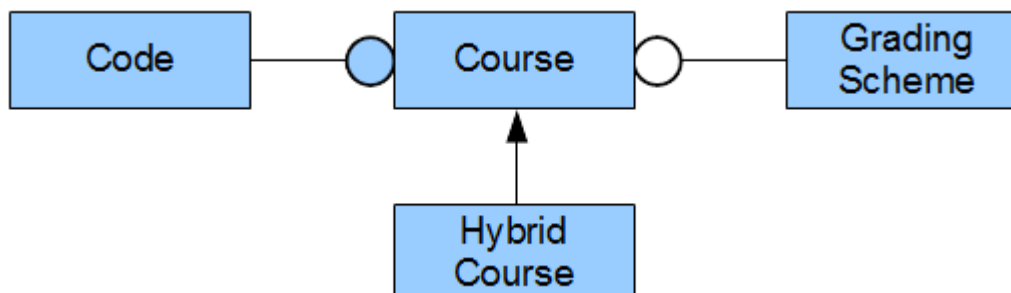 Code
Course
Grading
Scheme
Hybrid
Course